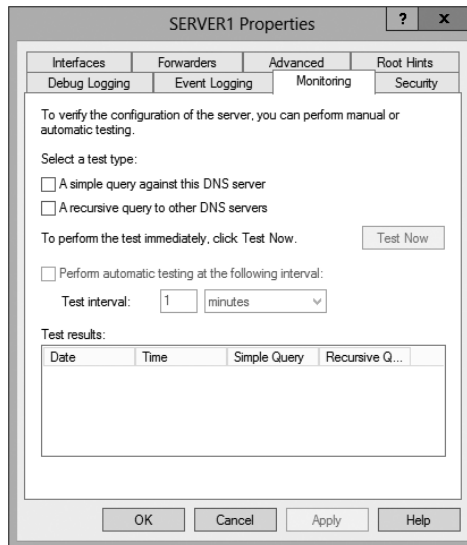 SERVER1 Properties ? x
Interfaces Forwarders Advanced Root Hints
Debug Logging Event Logging Monitoring Security
To verify the configuration of the server, you can perform manual or
automatic testing.
Select a test type:
A simple query against this DNS server
A recursive query to other DNS servers
To perform the test immediately, click Test Now. Test Now
Perform automatic testing at the following interval:
Test interval: 1 minutes
Test results:
Date Time Simple Query Recursive Q...
OK Cancel Apply Help